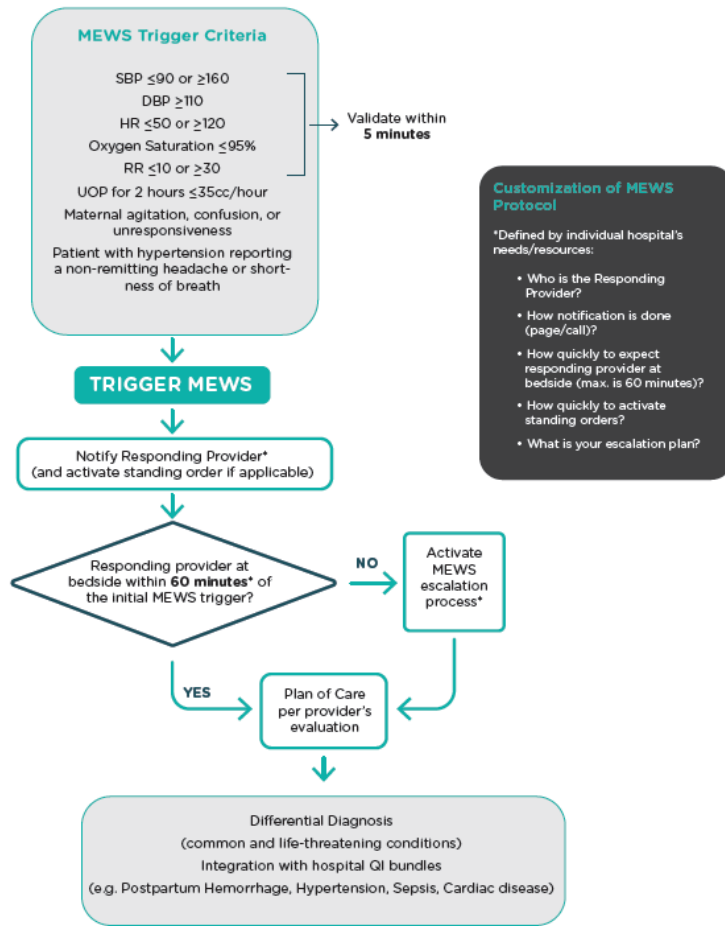 MEWS Trigger Criteria
SBP ≤90 or ≥160
DBP ≥110
HR ≤50 or ≥120
Oxygen Saturation ≤95%
RR ≤10 or ≥30
UOP for 2 hours ≤35cc/hour
Maternal agitation, confusion, or
unresponsiveness
Patient with hypertension reporting
a non-remitting headache or short-
ness of breath
Validate within
5 minutes
Customization of MEWS
Protocol
*Defined by individual hospital's
needs/resources:
• Who is the Responding
Provider?
• How notification is done
(page/call)?
• How quickly to expect
responding provider at
bedside (max. is 60 minutes)?
• How quickly to activate
standing orders?
• What is your escalation plan?
TRIGGER MEWS
Notify Responding Provider*
(and activate standing order if applicable)
Responding provider at
bedside within 60 minutes* of
the initial MEWS trigger?
NO
Activate
MEWS
escalation
process*
YES
Plan of Care
per provider's
evaluation
Differential Diagnosis
(common and life-threatening conditions)
Integration with hospital QI bundles
(e.g. Postpartum Hemorrhage, Hypertension, Sepsis, Cardiac disease)